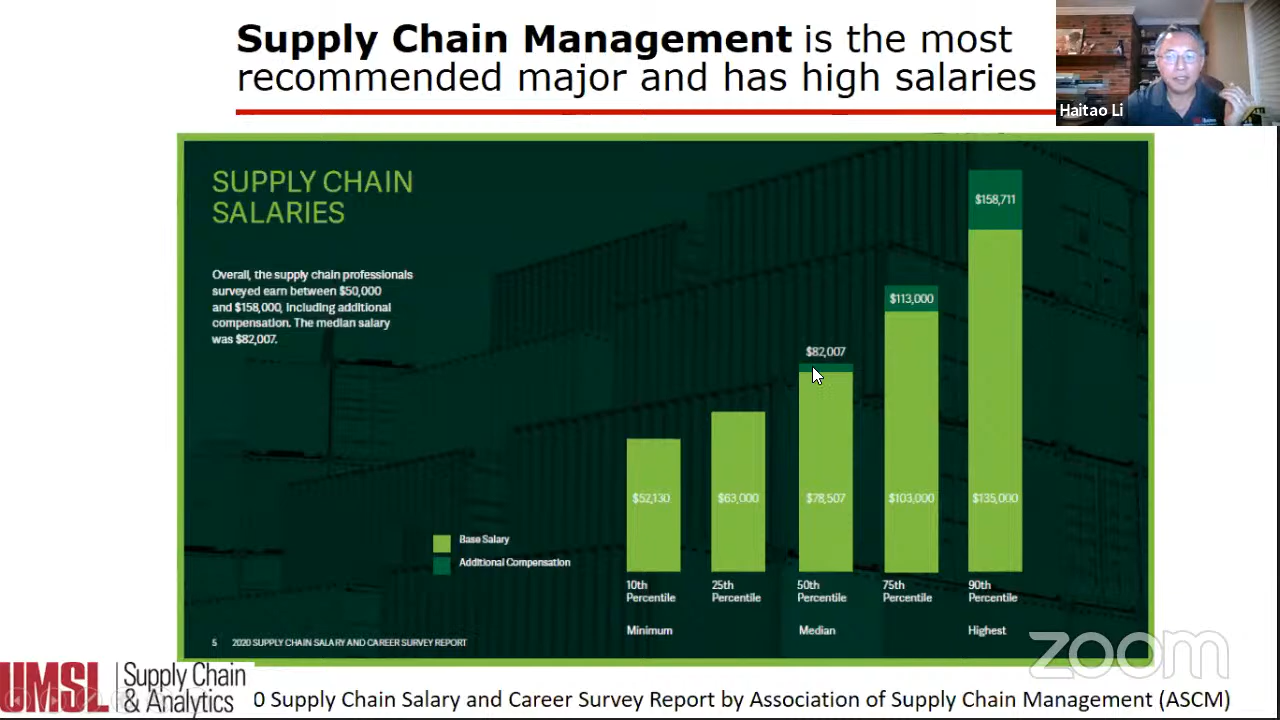 Supply Chain Management is the most
recommended major and has high salaries
Haitao Li
SUPPLY CHAIN
SALARIES
Overall, the supply chain professionals
surveyed earn between $50,000
and $158,000, including additional
compensation. The median salary
was $82,007.
$158,711
$113,000
$82,007
$52,130
$63,000
$78,507
$103,000
$135,000
Base Salary
Additional Compensation
10th
Percentile
25th
Percentile
50th
Percentile
75th
Percentile
90th
Percentile
Minimum
Median
Highest
5 2020 SUPPLY CHAIN SALARY AND CAREER SURVEY REPORT
zoom
UMSL
Supply Chain
& Analytics
0 Supply Chain Salary and Career Survey Report by Association of Supply Chain Management (ASCM)